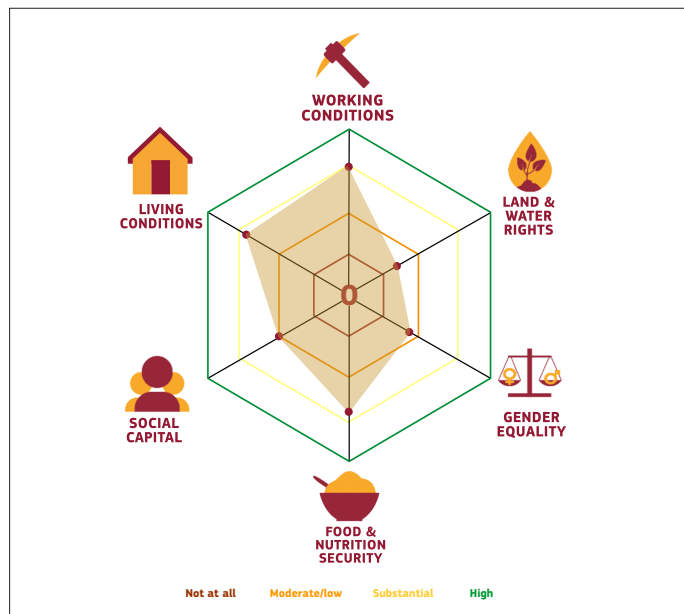 WORKING
CONDITIONS
LAND &
WATER
RIGHTS
LIVING
CONDITIONS
0
SOCIAL
CAPITAL
GENDER
EQUALITY
FOOD &
NUTRITION
SECURITY
Not at all Moderate/low Substantial High